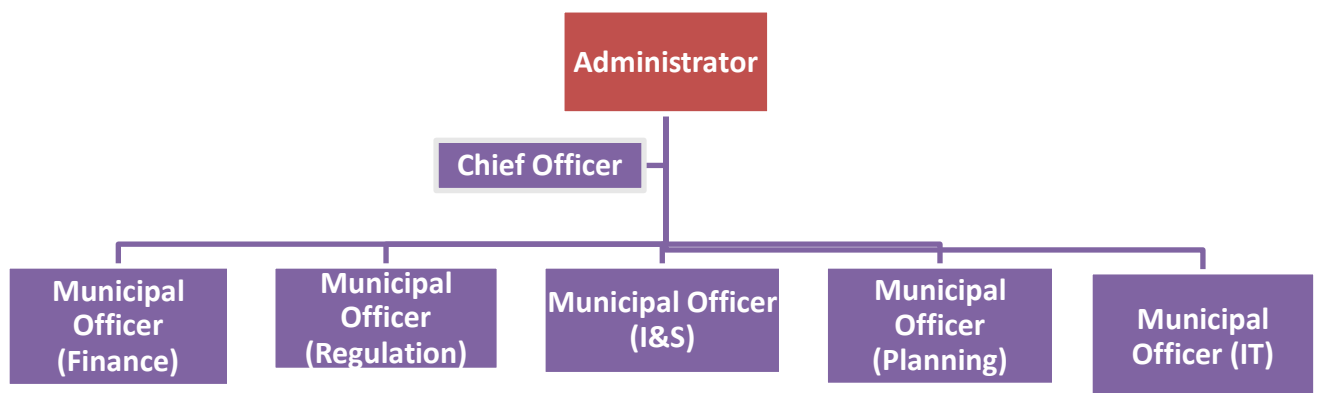 Administrator
Chief Officer
Municipal
Officer
(Finance)
Municipal
Officer
(Regulation)
Municipal Officer
(I&S)
Municipal
Officer
(Planning)
Municipal
Officer (IT)